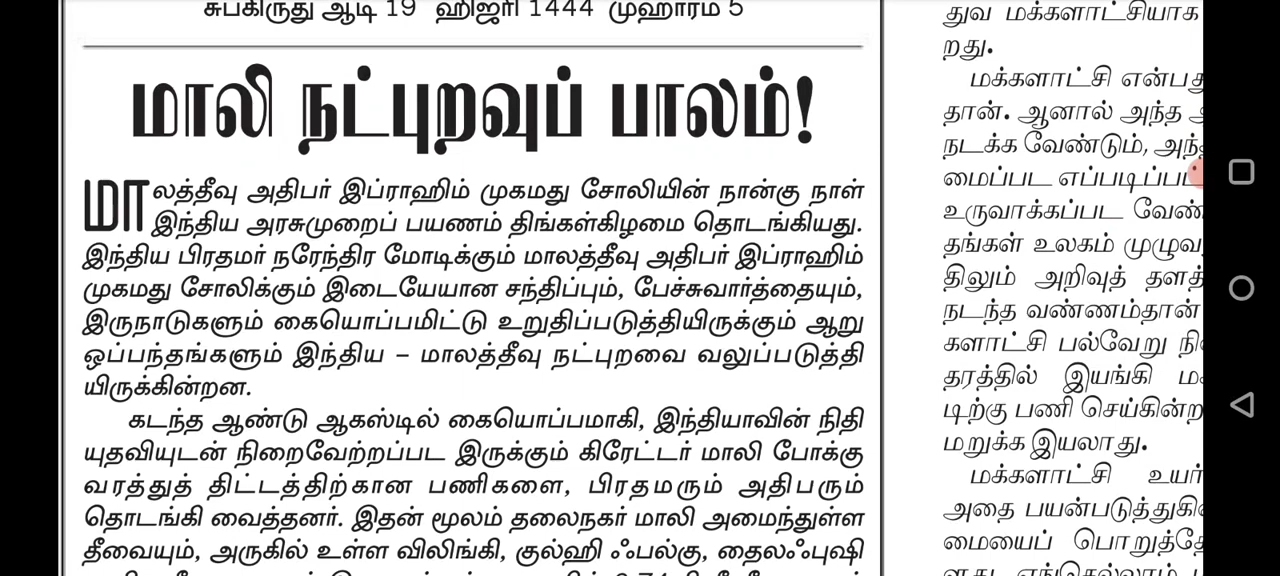 சுபகிருது ஆடி 19 ஹிஜரி 1444 முஹாரம் 5
மாலி நட்புறவுப் பாலம்!
மாலத்தீவு அதிபர் இப்ராஹிம் முகமது சோலியின் நான்கு நாள்
இந்திய அரசுமுறைப் பயணம் திங்கள்கிழமை தொடங்கியது.
இந்திய பிரதமர் நரேந்திர மோடிக்கும் மாலத்தீவு அதிபர் இப்ராஹிம்
முகமது சோலிக்கும் இடையேயான சந்திப்பும், பேச்சுவார்த்தையும்,
இருநாடுகளும் கையொப்பமிட்டு உறுதிப்படுத்தியிருக்கும் ஆறு
ஒப்பந்தங்களும் இந்திய – மாலத்தீவு நட்புறவை வலுப்படுத்தி
யிருக்கின்றன.
கடந்த ஆண்டு ஆகஸ்டில் கையொப்பமாகி, இந்தியாவின் நிதி
யுதவியுடன் நிறைவேற்றப்பட இருக்கும் கிரேட்டர் மாலி போக்கு
வரத்துத் திட்டத்திற்கான பணிகளை, பிரதமரும் அதிபரும்
தொடங்கி வைத்தனர். இதன் மூலம் தலைநகர் மாலி அமைந்துள்ள
தீவையும், அருகில் உள்ள விலிங்கி, குல்ஹி ஃபல்கு, தைலஃபுஷி
துவ மக்களாட்சியாக
றது.
மக்களாட்சி
தான். ஆனால் அந்த
நடக்க வேண்டும்,
மைப்பட
உருவாக்கப்பட
தங்கள் உலகம்
திலும் அறிவுத்
நடந்த வண்ணம்தான்
களாட்சி பல்வேறு
தரத்தில் இயங்கி
டிற்கு பணி
மறுக்க இயலாது.
மக்களாட்சி
அதை
மையைப்